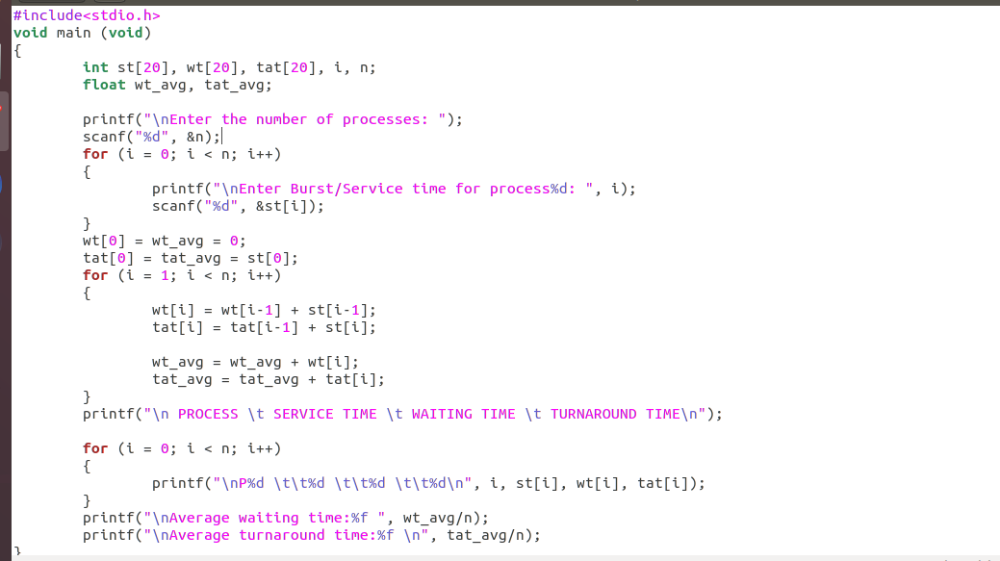 #include<stdio.h>
void main (void)
{
        int st[20], wt[20], tat[20], i, n;
        float wt_avg, tat_avg;

        printf("\nEnter the number of processes: ");
        scanf("%d", &n);
        for (i = 0; i < n; i++)
        {
                printf("\nEnter Burst/Service time for process%d: ", i);
                scanf("%d", &st[i]);
        }
        wt[0] = wt_avg = 0;
        tat[0] = tat_avg = st[0];
        for (i = 1; i < n; i++)
        {
                wt[i] = wt[i-1] + st[i-1];
                tat[i] = tat[i-1] + st[i];

                wt_avg = wt_avg + wt[i];
                tat_avg = tat_avg + tat[i];
        }
        printf("\n PROCESS \t SERVICE TIME \t WAITING TIME \t TURNAROUND TIME\n");

        for (i = 0; i < n; i++)
        {
                printf("\nP%d \t\t%d \t\t%d \t\t%d\n", i, st[i], wt[i], tat[i]);
        }
        printf("\nAverage waiting time:%f ", wt_avg/n);
        printf("\nAverage turnaround time:%f \n", tat_avg/n);
}